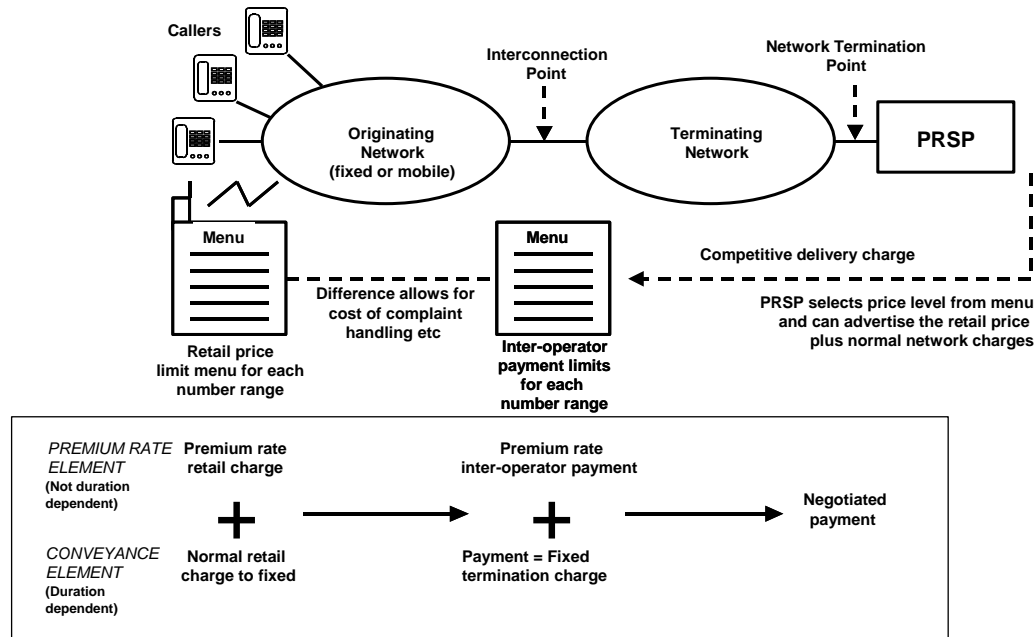 Callers
Interconnection
Point
Network Termination
Point
Originating
Network
(fixed or mobile)
Terminating
Network
PRSP
Menu
Menu
Competitive delivery charge
Difference allows for
cost of complaint
handling etc
PRSP selects price level from menu
and can advertise the retail price
plus normal network charges
Retail price
limit menu for each
number range
Inter-operator
payment limits
for each
number range
PREMIUM RATE
ELEMENT
(Not duration
dependent)
Premium rate
retail charge
Premium rate
inter-operator payment
+
+
Negotiated
payment
CONVEYANCE
ELEMENT
(Duration
dependent)
Normal retail
charge to fixed
Payment = Fixed
termination charge